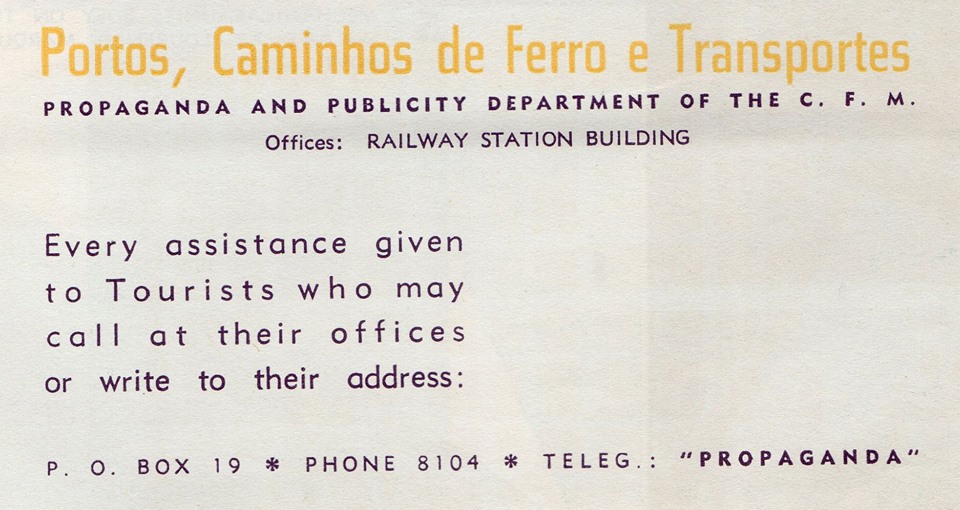 Portos, Caminhos de Ferro e Transportes
PROPAGANDA AND PUBLICITY DEPARTMENT OF THE C. F. M.
Offices: RAILWAY STATION BUILDING
Every assistance given
to Tourists who may
call at their offices
or write to their address:
P. O. BOX 19 * PHONE 8104 * TELEG.: "PROPAGANDA"